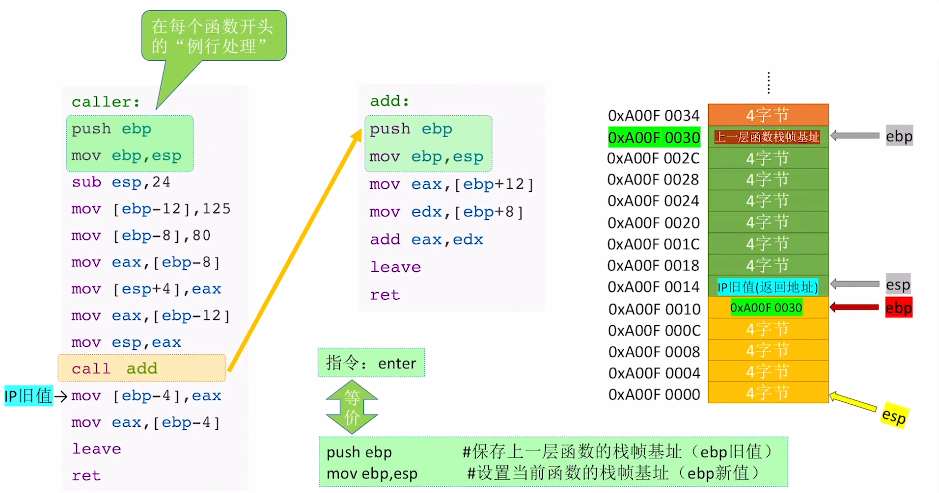 在每个函数开头
的“例行处理”
caller:
push ebp
mov ebp,esp
sub esp,24
mov [ebp-12],125
mov [ebp-8],80
mov eax,[ebp-8]
mov [esp+4],eax
mov eax,[ebp-12]
mov esp,eax
call add
IP旧值→mov [ebp-4],eax
mov eax,[ebp-4]
leave
ret
add:
push ebp
mov ebp,esp
mov eax,[ebp+12]
mov edx,[ebp+8]
add eax,edx
leave
ret
指令：enter
等
价
push ebp #保存上一层函数的栈帧基址（ebp旧值）
mov ebp,esp #设置当前函数的栈帧基址（ebp新值）
0xA00F 0034 4字节
0xA00F 0030 上一层函数栈帧基址 ebp
0xA00F 002C 4字节
0xA00F 0028 4字节
0xA00F 0024 4字节
0xA00F 0020 4字节
0xA00F 001C 4字节
0xA00F 0018 4字节
0xA00F 0014 IP旧值(返回地址) esp
0xA00F 0010 0xA00F 0030 ebp
0xA00F 000C 4字节
0xA00F 0008 4字节
0xA00F 0004 4字节
0xA00F 0000 4字节 esp